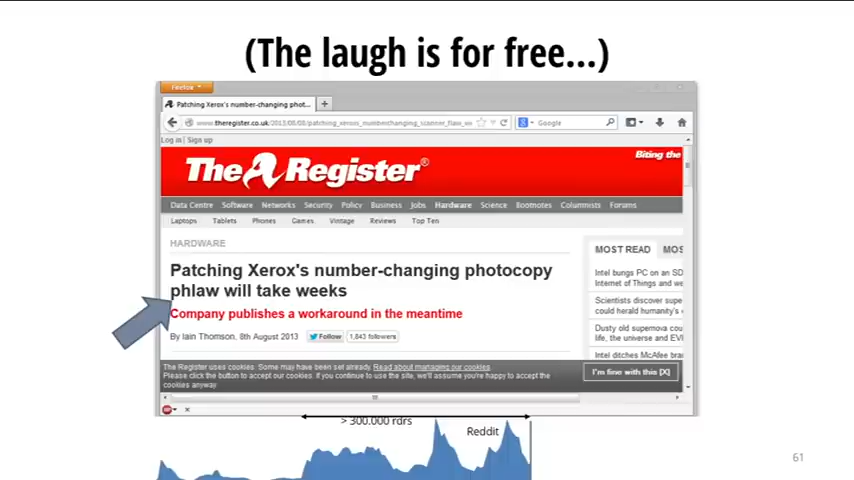 (The laugh is for free...)
Firefox
Patching Xerox's number-changing phot...
www.theregister.co.uk/2013/08/08/patching_xeroxs_numberchanging_scanner_flaw_
Google
Log in | Sign up
The Register®
Biting the
Data Centre Software Networks Security Policy Business Jobs Hardware Science Bootnotes Columnists Forums
Laptops Tablets Phones Games Vintage Reviews Top Ten
HARDWARE
Patching Xerox's number-changing photocopy
phlaw will take weeks
Company publishes a workaround in the meantime
By Iain Thomson, 8th August 2013
Follow
1,843 followers
MOST READ MOS
Intel bungs PC on an SD
Internet of Things and we
Scientists discover supe
could herald humanity's
Dusty old supernova cou
life, the universe and EVE
Intel ditches McAfee bran
The Register uses cookies. Some may have been set already. Read about managing our cookies.
Please click the button to accept our cookies. If you continue to use the site, we'll assume you're happy to accept the
cookies anyway.
I'm fine with this [X]
> 300.000 rdrs
Reddit
61